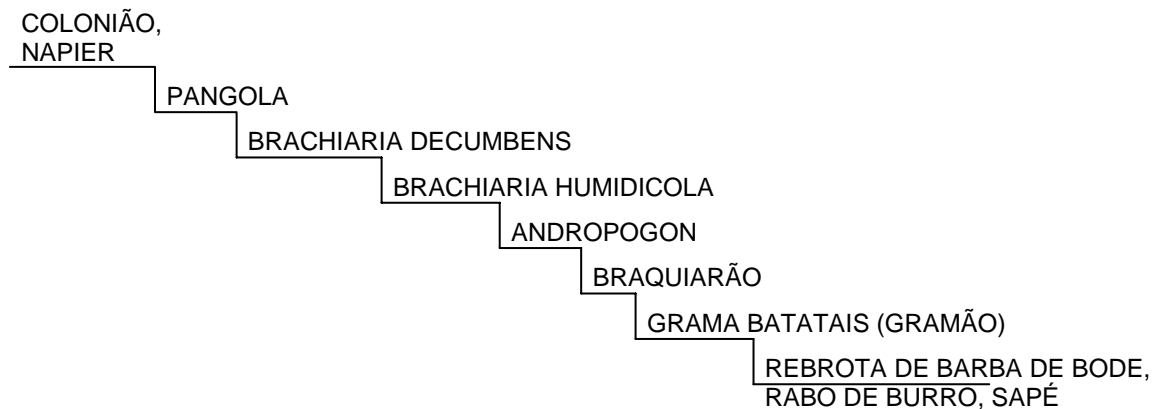 COLONIÃO,
NAPIER
PANGOLA
BRACHIARIA DECUMBENS
BRACHIARIA HUMIDICOLA
ANDROPOGON
BRAQUIARÃO
GRAMA BATATAIS (GRAMÃO)
REBROTA DE BARBA DE BODE,
RABO DE BURRO, SAPÉ